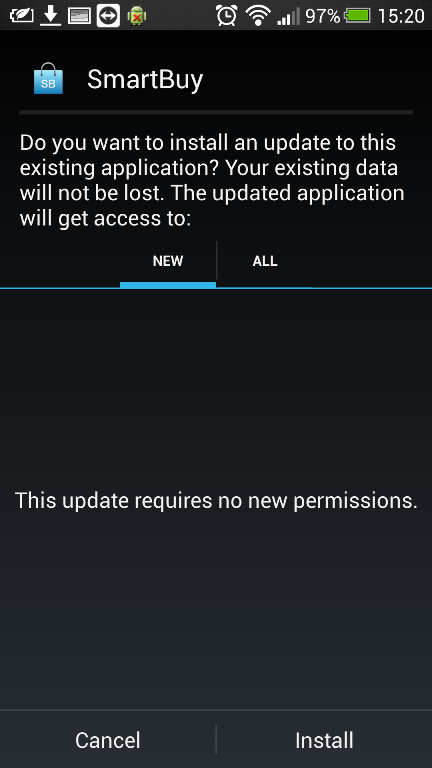 97% 15:20
SB
SmartBuy
Do you want to install an update to this
existing application? Your existing data
will not be lost. The updated application
will get access to:
NEW ALL
This update requires no new permissions.
Cancel Install